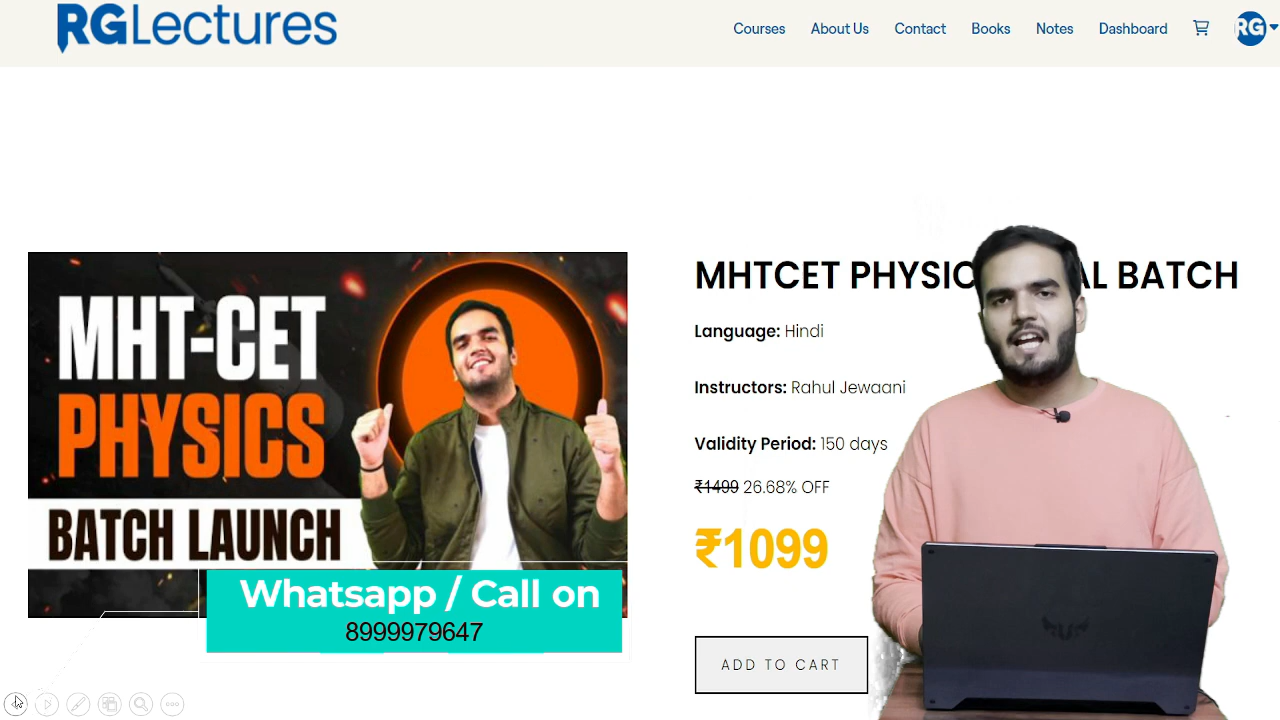 RGLectures
Courses About Us Contact Books Notes Dashboard
RG
MHT-CET
PHYSICS
BATCH LAUNCH
Whatsapp / Call on
8999979647
MHTCET PHYSIC AL BATCH
Language: Hindi
Instructors: Rahul Jewaani
Validity Period: 150 days
₹1499 26.68% OFF
₹1099
ADD TO CART